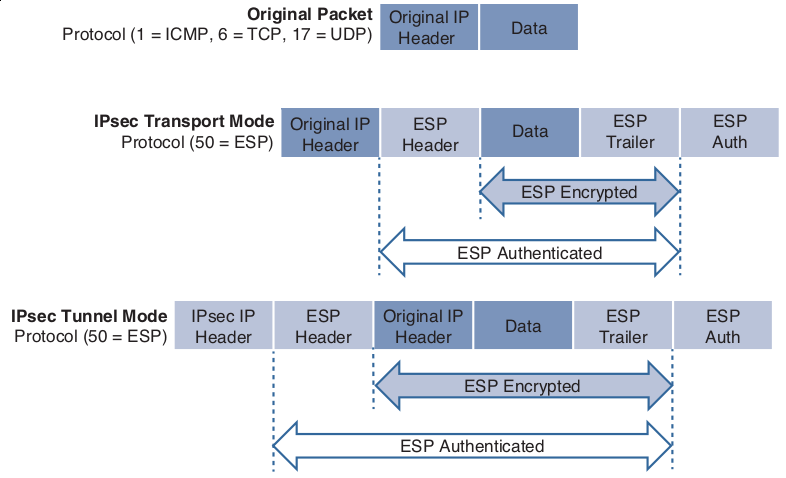 Original Packet
Protocol (1 = ICMP, 6 = TCP, 17 = UDP)
Original IP
Header
Data
IPsec Transport Mode
Protocol (50 = ESP)
Original IP
Header
ESP
Header
Data
ESP
Trailer
ESP
Auth
ESP Encrypted
ESP Authenticated
IPsec Tunnel Mode
Protocol (50 = ESP)
IPsec IP
Header
ESP
Header
Original IP
Header
Data
ESP
Trailer
ESP
Auth
ESP Encrypted
ESP Authenticated